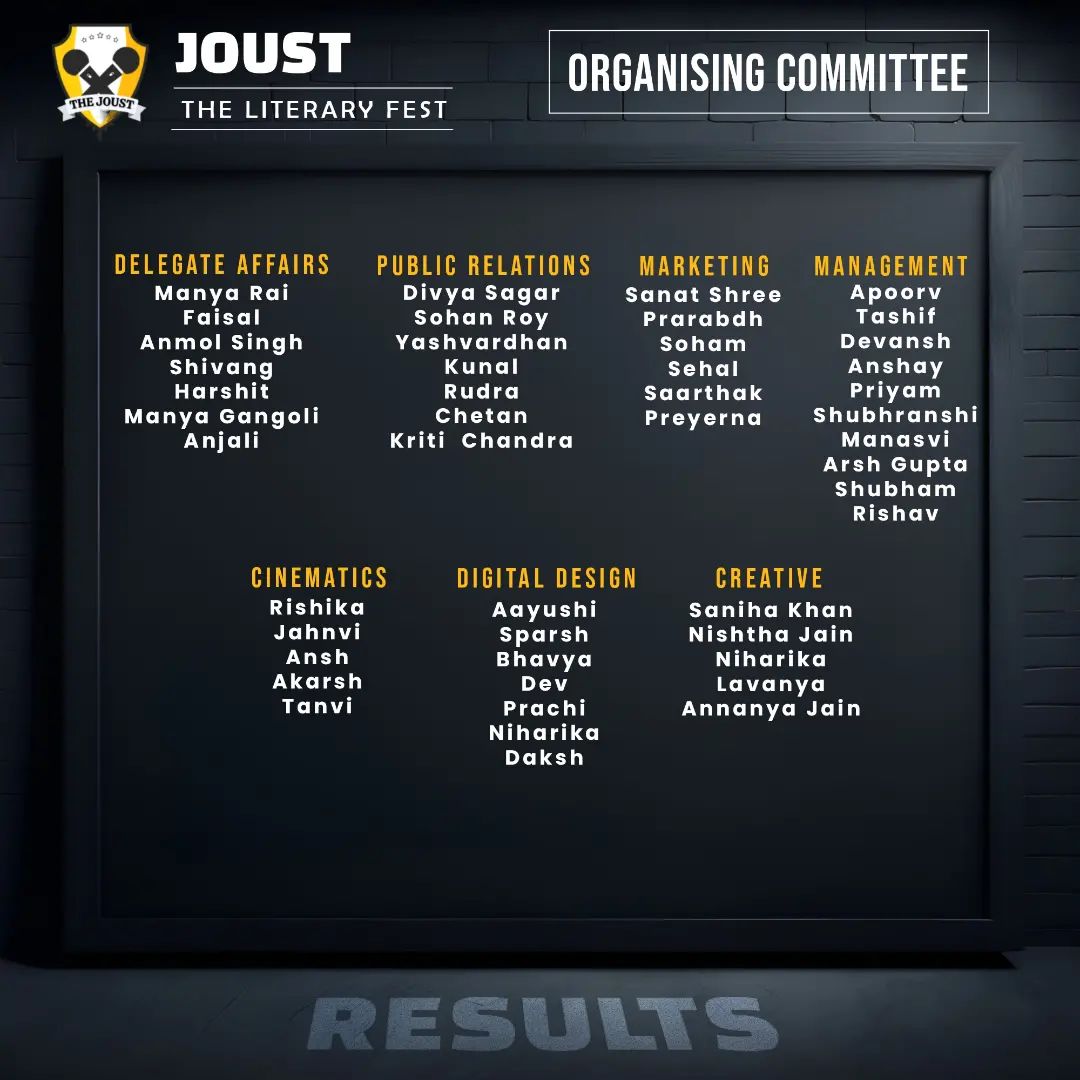 THE JOUST
JOUST
THE LITERARY FEST
ORGANISING COMMITTEE
DELEGATE AFFAIRS
Manya Rai
Faisal
Anmol Singh
Shivang
Harshit
Manya Gangoli
Anjali
PUBLIC RELATIONS
Divya Sagar
Sohan Roy
Yashvardhan
Kunal
Rudra
Chetan
Kriti Chandra
MARKETING
Sanat Shree
Prarabdh
Soham
Sehal
Saarthak
Preyerna
MANAGEMENT
Apoorv
Tashif
Devansh
Anshay
Priyam
Shubhranshi
Manasvi
Arsh Gupta
Shubham
Rishav
CINEMATICS
Rishika
Jahnvi
Ansh
Akarsh
Tanvi
DIGITAL DESIGN
Aayushi
Sparsh
Bhavya
Dev
Prachi
Niharika
Daksh
CREATIVE
Saniha Khan
Nishtha Jain
Niharika
Lavanya
Annanya Jain
RESULTS